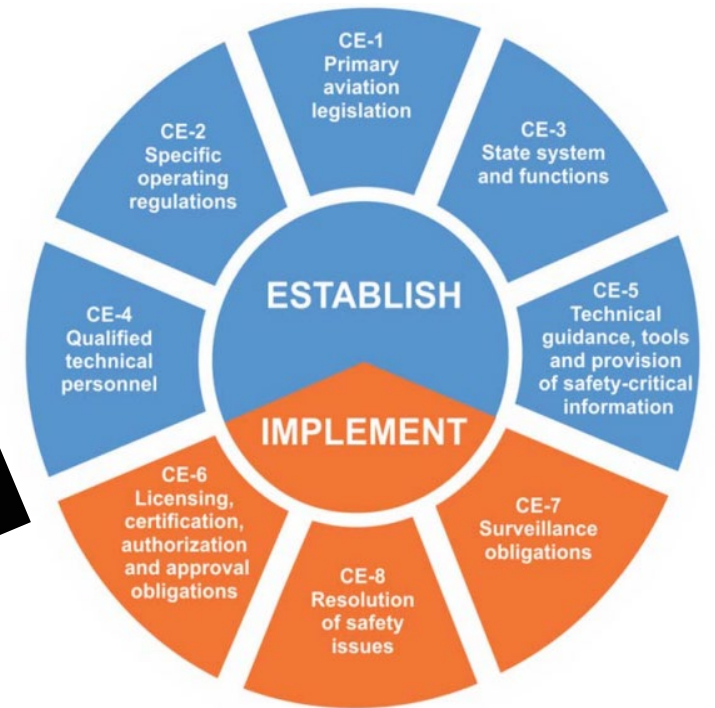 CE-1
Primary
aviation
legislation
CE-2
Specific
operating
regulations
CE-3
State system
and functions
ESTABLISH
CE-4
Qualified
technical
personnel
CE-5
Technical
guidance, tools
and provision
of safety-critical
information
IMPLEMENT
CE-6
Licensing,
certification,
authorization
and approval
obligations
CE-7
Surveillance
obligations
CE-8
Resolution
of safety
issues